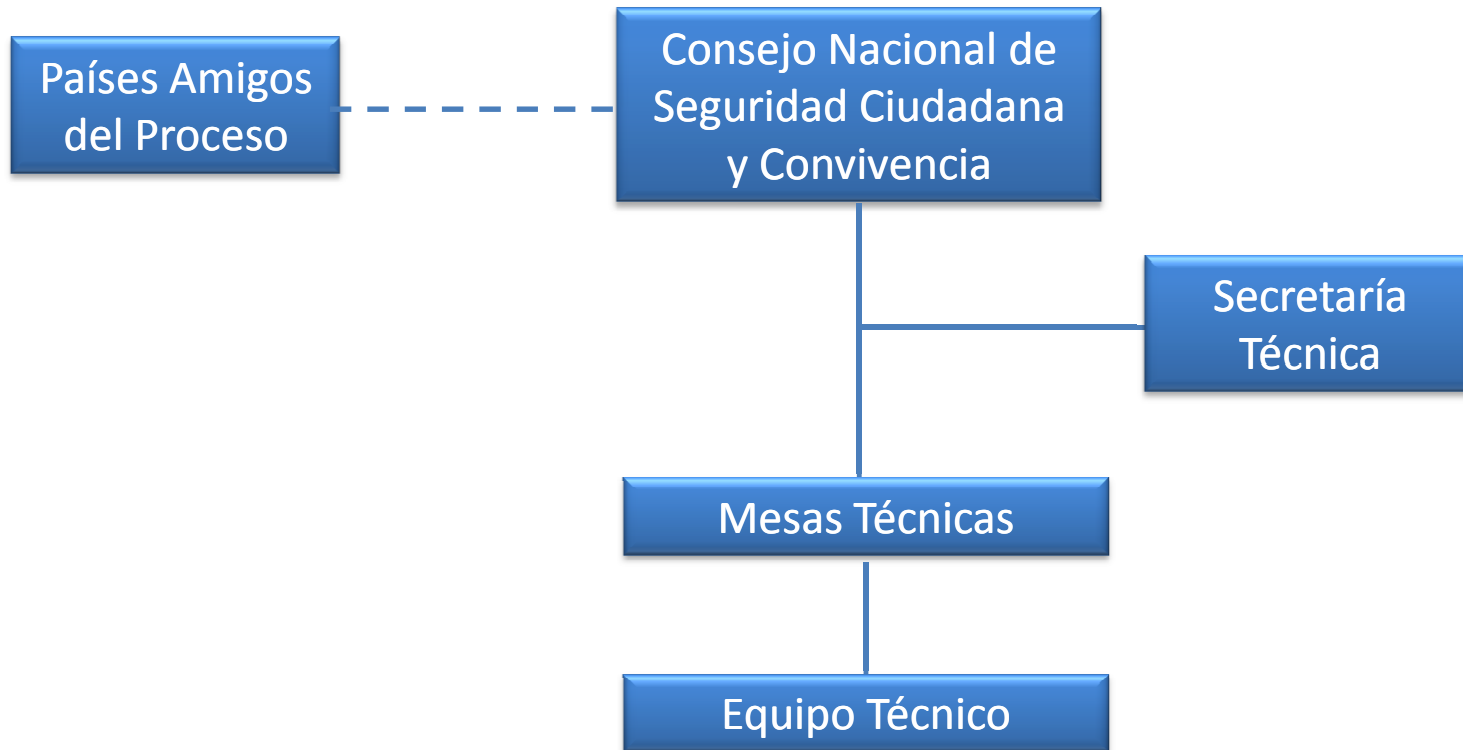 Países Amigos
del Proceso
Consejo Nacional de
Seguridad Ciudadana
y Convivencia
Secretaría
Técnica
Mesas Técnicas
Equipo Técnico